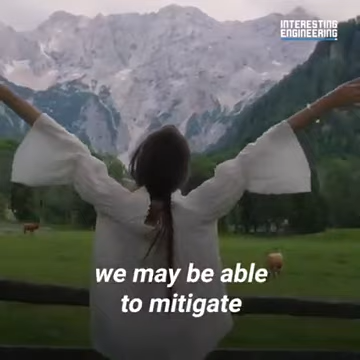 INTERESTING
ENGINEERING
we may be able
to mitigate